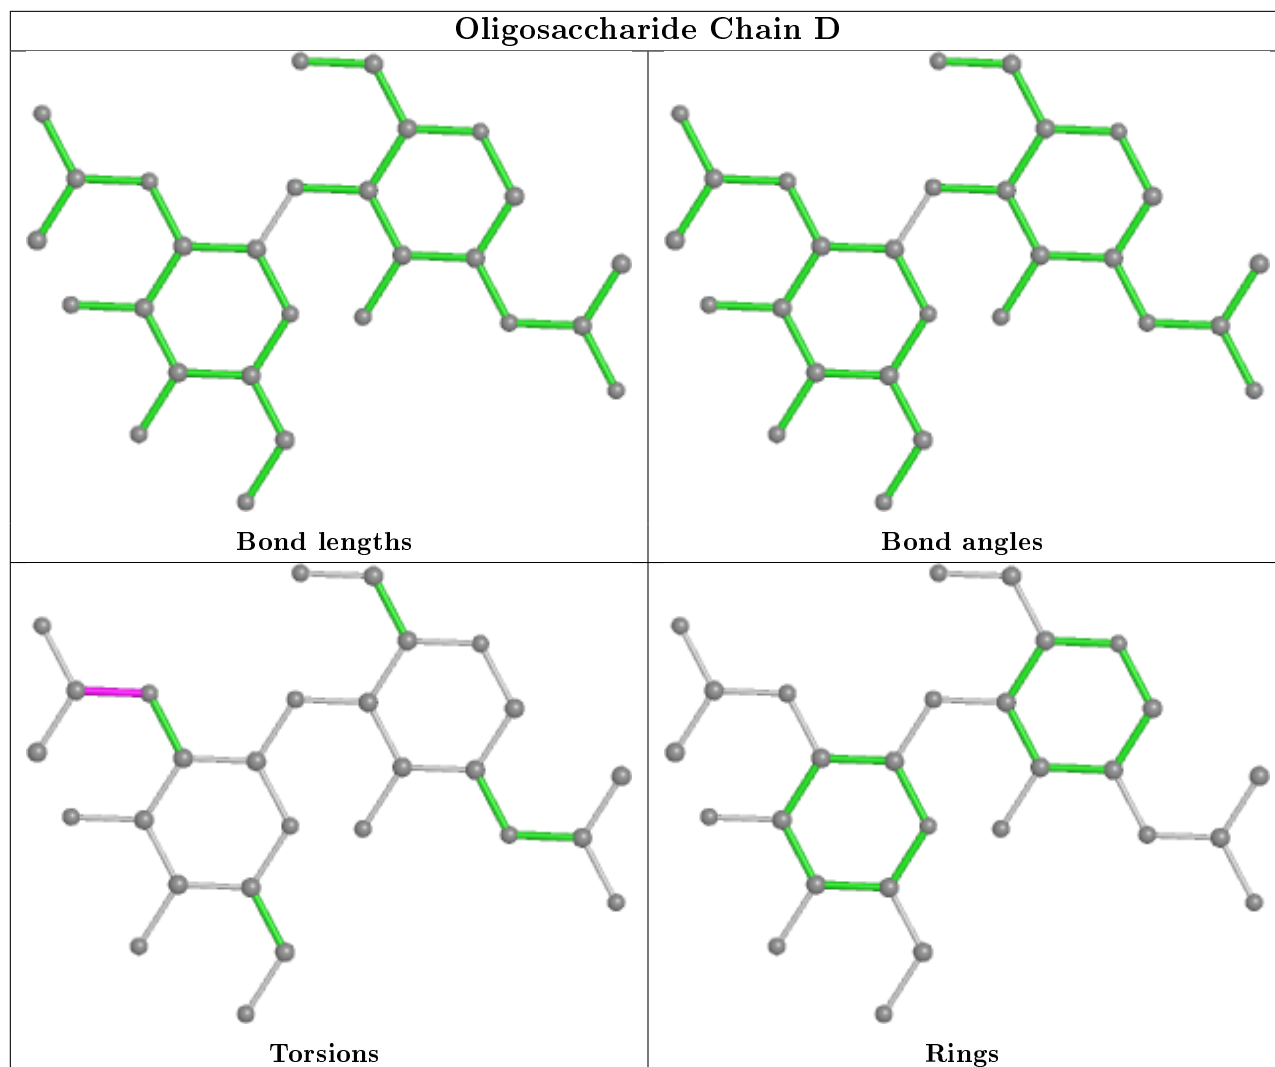 Oligosaccharide Chain D
Bond lengths
Bond angles
Torsions
Rings